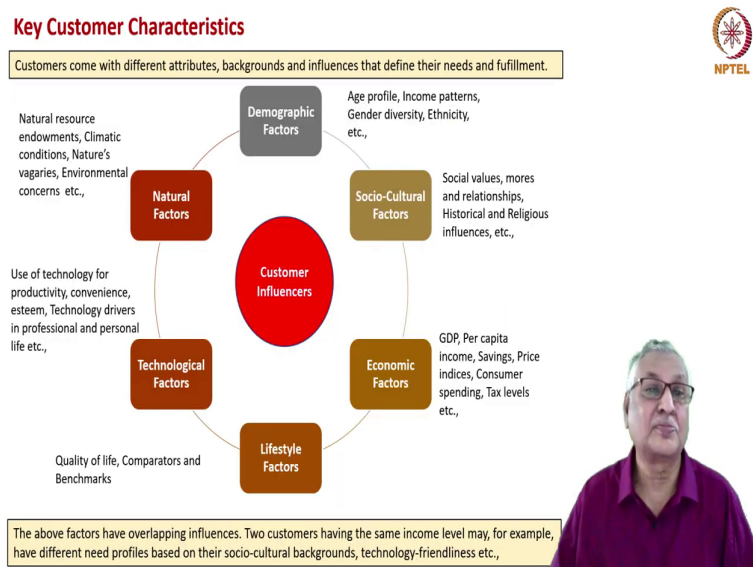 Key Customer Characteristics
NPTEL
Customers come with different attributes, backgrounds and influences that define their needs and fufillment.
Demographic
Factors
Age profile, Income patterns,
Gender diversity, Ethnicity,
etc.,
Natural resource
endowments, Climatic
conditions, Nature's
vagaries, Environmental
concerns etc.,
Natural
Factors
Socio-Cultural
Factors
Social values, mores
and relationships,
Historical and Religious
influences, etc.,
Customer
Influencers
Use of technology for
productivity, convenience,
esteem, Technology drivers
in professional and personal
life etc.,
Technological
Factors
Economic
Factors
GDP, Per capita
income, Savings, Price
indices, Consumer
spending, Tax levels
etc.,
Lifestyle
Factors
Quality of life, Comparators and
Benchmarks
The above factors have overlapping influences. Two customers having the same income level may, for example,
have different need profiles based on their socio-cultural backgrounds, technology-friendliness etc.,